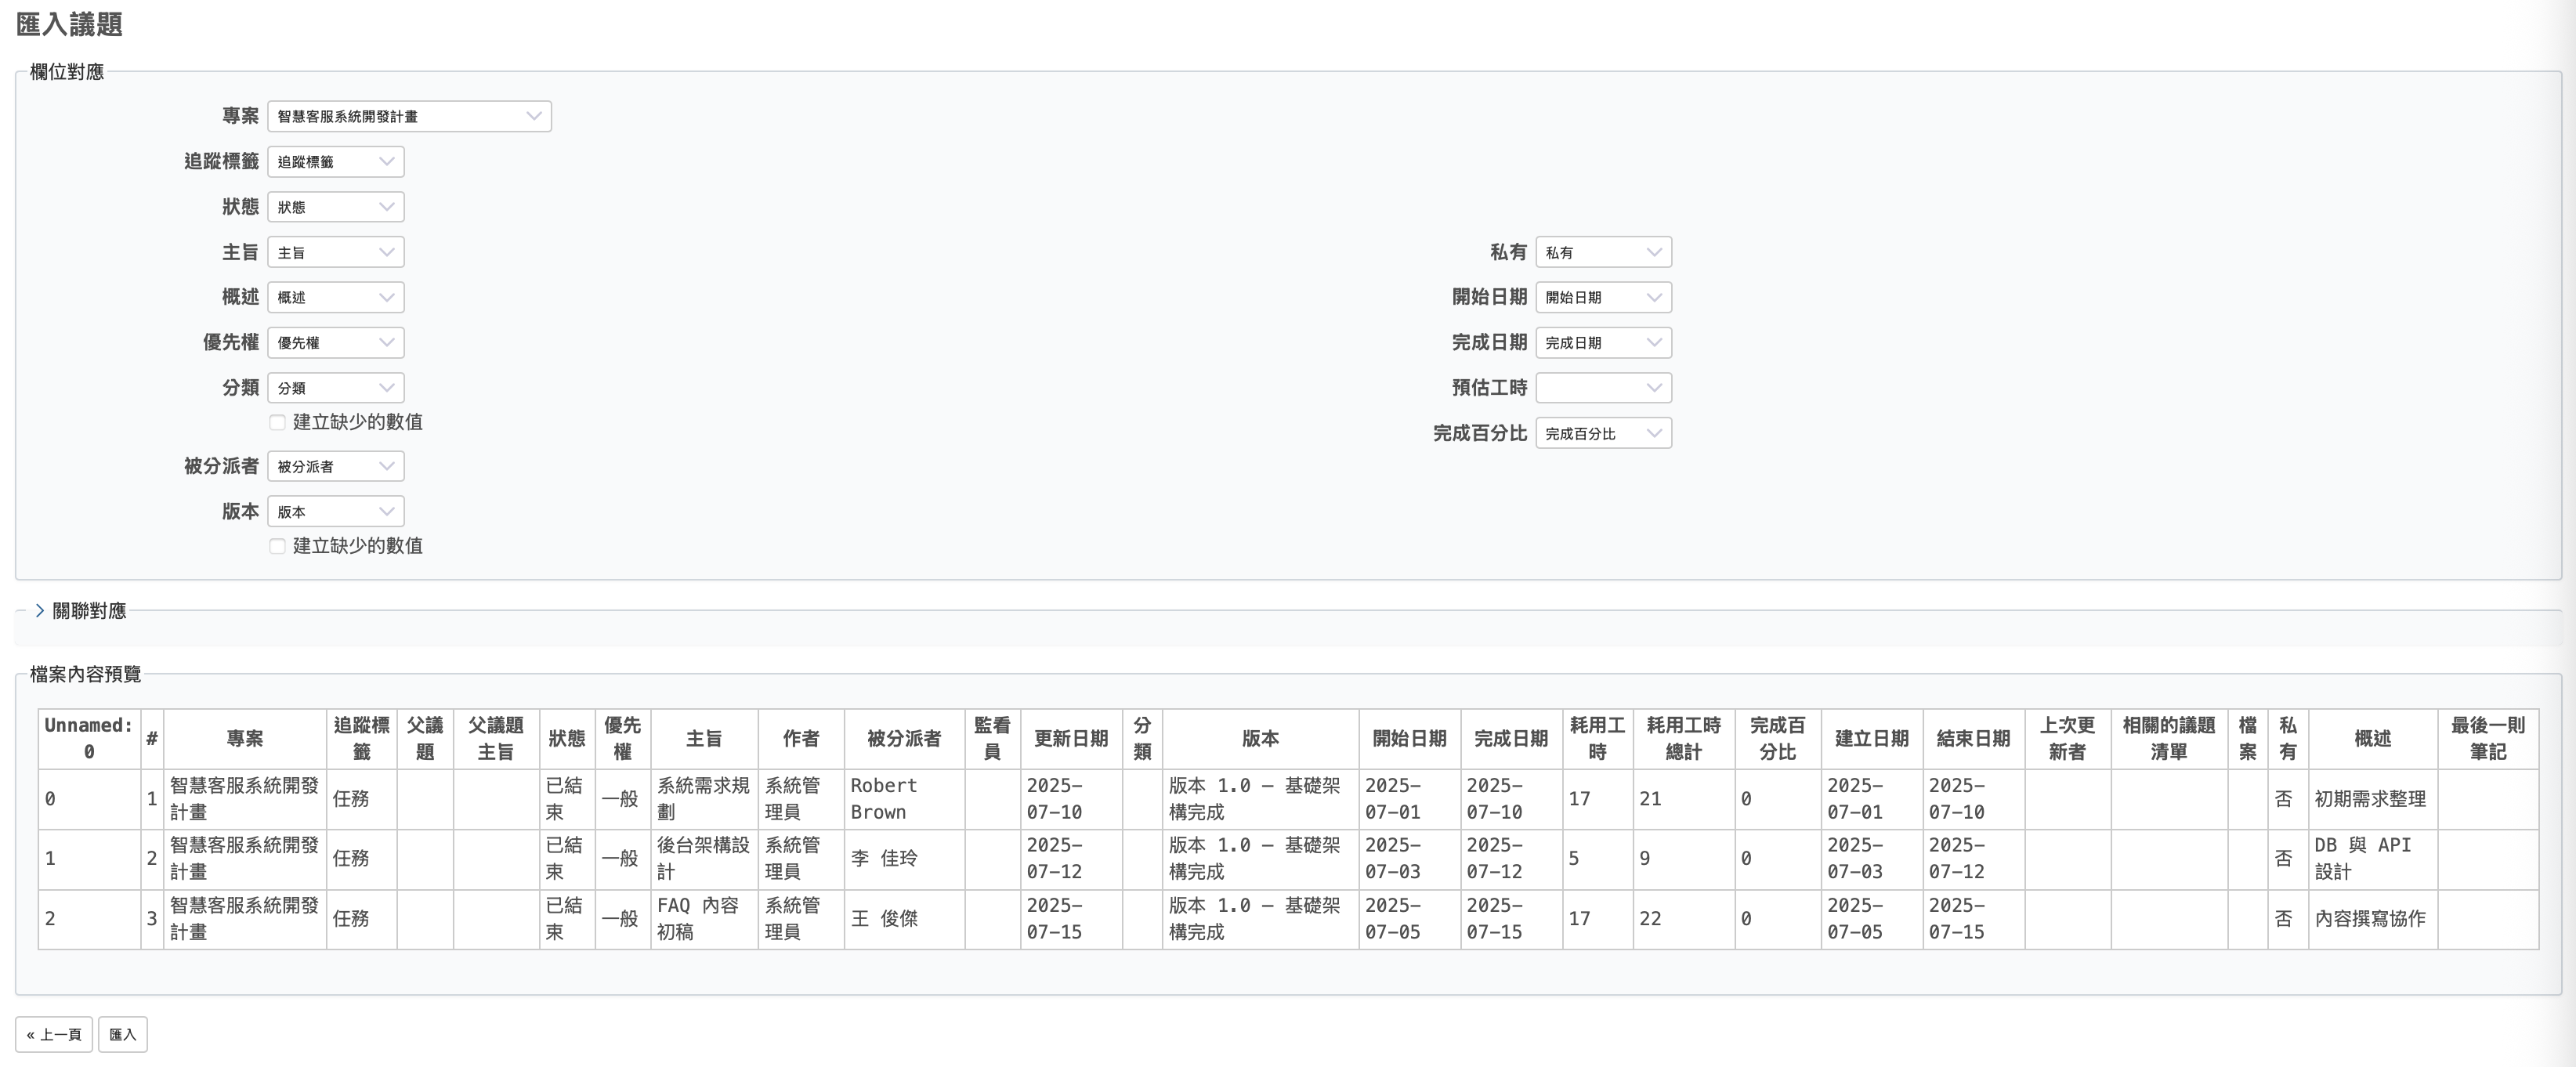 匯入議題
欄位對應
專案 智慧客服系統開發計畫
追蹤標籤 追蹤標籤
狀態 狀態
主旨 主旨
概述 概述
優先權 優先權
分類 分類
建立缺少的數值
被分派者 被分派者
版本 版本
建立缺少的數值
私有 私有
開始日期 開始日期
完成日期 完成日期
預估工時
完成百分比 完成百分比
關聯對應
檔案內容預覽
Unnamed: 0 # 專案 追蹤標籤 父議題 父議題主旨 狀態 優先權 主旨 作者 被分派者 監看員 更新日期 分類 版本 開始日期 完成日期 耗用工時 耗用工時總計 完成百分比 建立日期 結束日期 上次更新者 相關的議題清單 檔案 私有 概述 最後一則筆記
0 1 智慧客服系統開發計畫 任務 已結束 一般 系統需求規劃 系統管理員 Robert Brown 2025-07-10 版本 1.0 – 基礎架構完成 2025-07-01 2025-07-10 17 21 0 2025-07-01 2025-07-10 否 初期需求整理
1 2 智慧客服系統開發計畫 任務 已結束 一般 後台架構設計 系統管理員 李 佳玲 2025-07-12 版本 1.0 – 基礎架構完成 2025-07-03 2025-07-12 5 9 0 2025-07-03 2025-07-12 否 DB 與 API 設計
2 3 智慧客服系統開發計畫 任務 已結束 一般 FAQ 內容初稿 系統管理員 王 俊傑 2025-07-15 版本 1.0 – 基礎架構完成 2025-07-05 2025-07-15 17 22 0 2025-07-05 2025-07-15 否 內容撰寫協作
« 上一頁 匯入